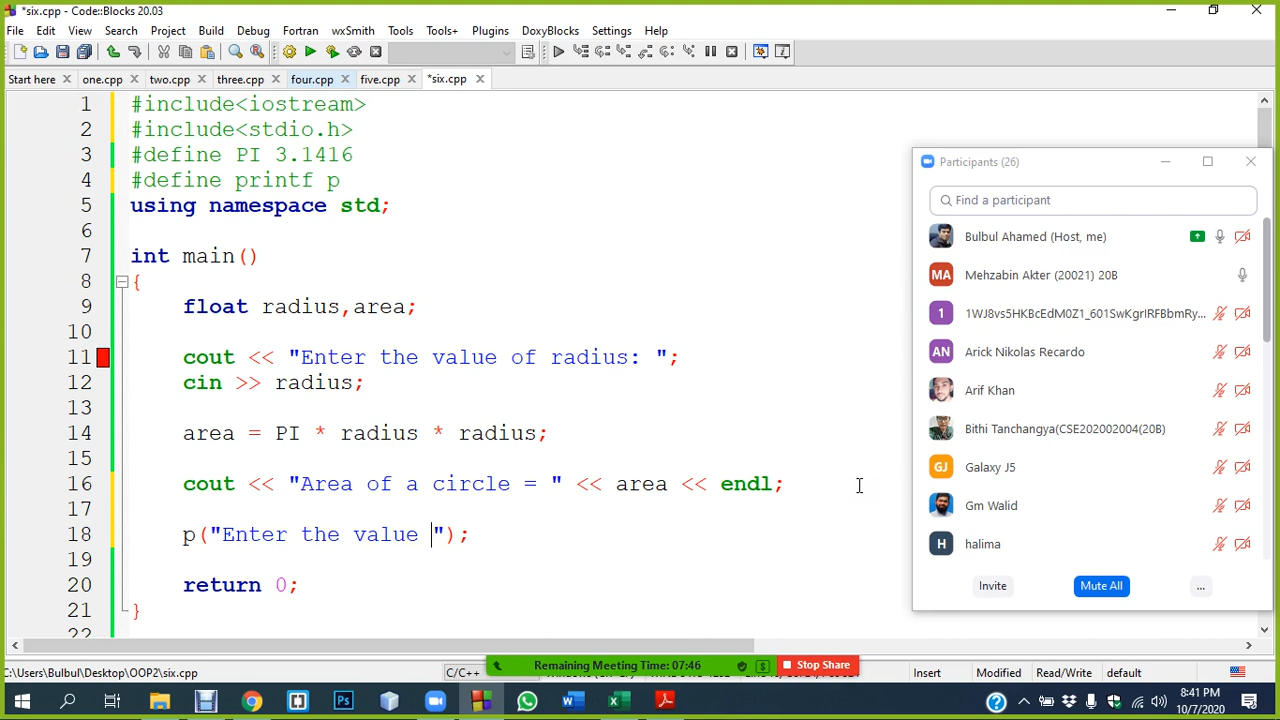 *six.cpp - Code::Blocks 20.03
File Edit View Search Project Build Debug Fortran wxSmith Tools Tools+ Plugins DoxyBlocks Settings Help
Start here one.cpp two.cpp three.cpp four.cpp five.cpp *six.cpp
1 #include<iostream>
2 #include<stdio.h>
3 #define PI 3.1416
4 #define printf p
5 using namespace std;
6
7 int main()
8 {
9 float radius,area;
10
11 cout << "Enter the value of radius: ";
12 cin >> radius;
13
14 area = PI * radius * radius;
15
16 cout << "Area of a circle = " << area << endl;
17
18 p("Enter the value ");
19
20 return 0;
21 }
22
Participants (26)
Find a participant
Bulbul Ahamed (Host, me)
MA Mehzabin Akter (20021) 20B
1 1WJ8vs5HKBcEdM0Z1_601SwKgrIRFBbmRy...
AN Arick Nikolas Recardo
Arif Khan
Bithi Tanchangya(CSE202002004(20B)
GJ Galaxy J5
Gm Walid
H halima
Invite Mute All ...
Remaining Meeting Time: 07:46 Stop Share
C:\Users\Bulbul\Desktop\OOP2\six.cpp C/C++ Insert Modified Read/Write default
8:41 PM
10/7/2020